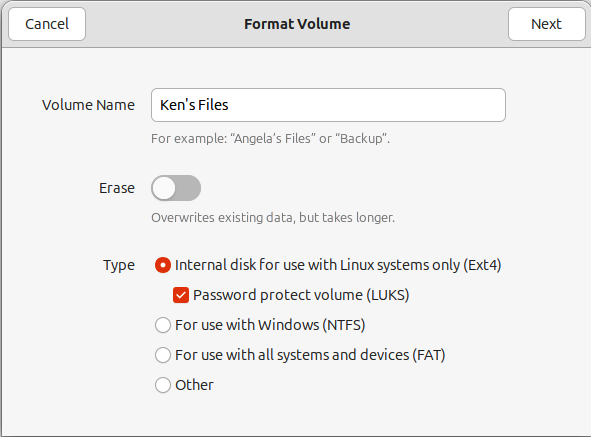 Cancel Format Volume Next
Volume Name Ken's Files
For example: “Angela’s Files” or “Backup”.
Erase
Overwrites existing data, but takes longer.
Type Internal disk for use with Linux systems only (Ext4)
Password protect volume (LUKS)
For use with Windows (NTFS)
For use with all systems and devices (FAT)
Other